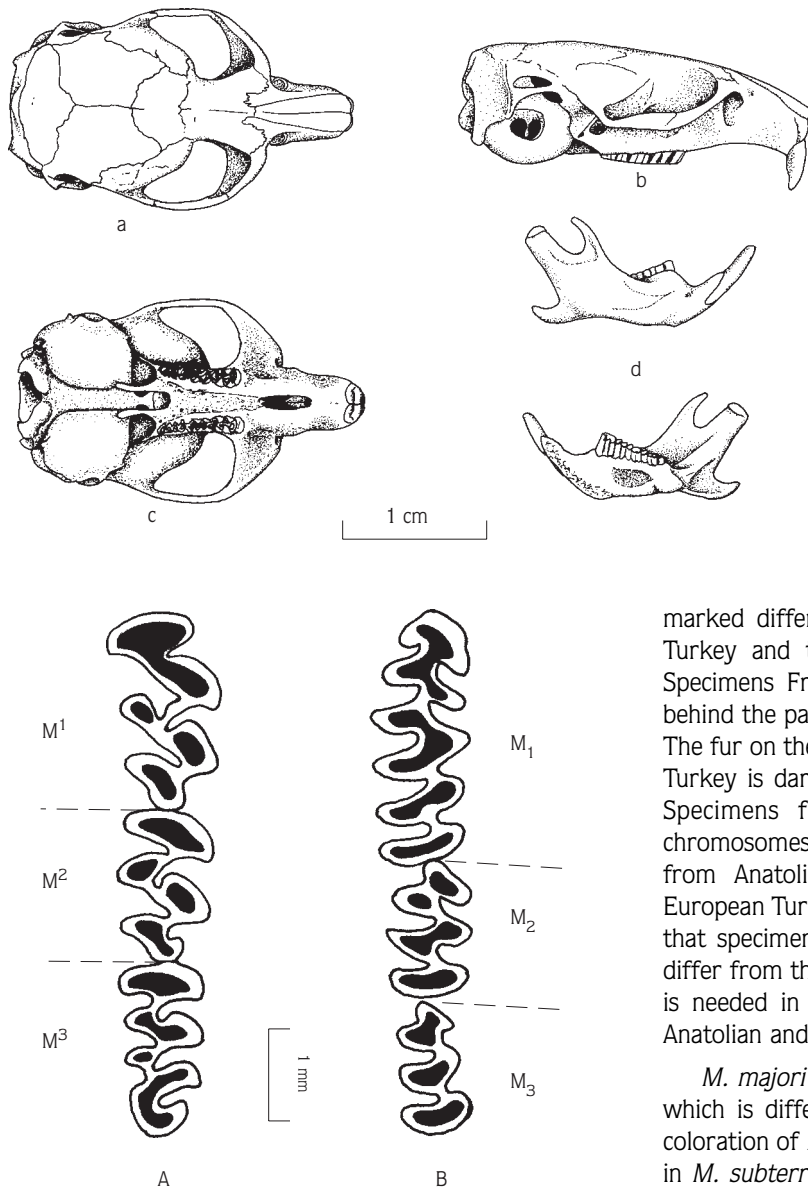 a
b
c
d
1 cm
M¹
M²
M³
1 mm
A
M₁
M₂
M₃
B
marked differ
Turkey and t
Specimens Fr
behind the pa
The fur on the
Turkey is dar
Specimens f
chromosomes
from Anatoli
European Tur
that specimen
differ from th
is needed in
Anatolian and
M. majori
which is diffe
coloration of
in M. subterr